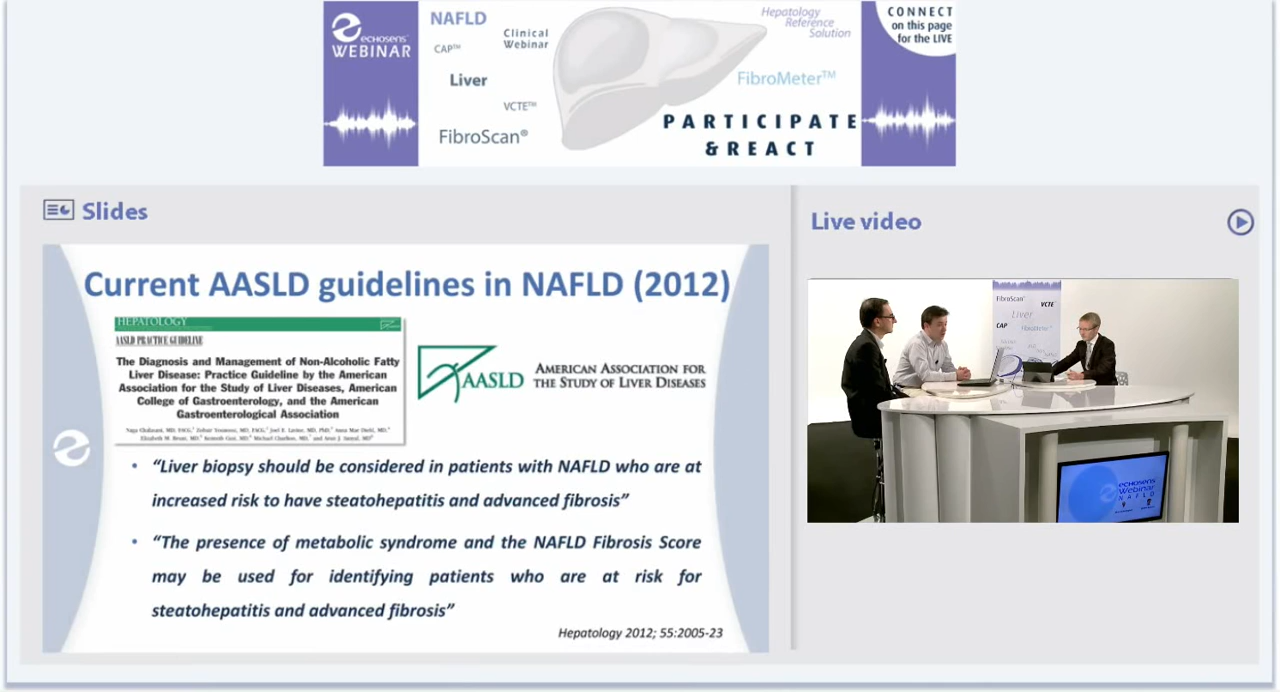 echosens
WEBINAR
NAFLD
CAP™
Clinical
Webinar
Liver
VCTE™
FibroScan®
Hepatology
Reference
Solution
FibroMeter™
PARTICIPATE
& REACT
CONNECT
on this page
for the LIVE
Slides
Current AASLD guidelines in NAFLD (2012)
HEPATOLOGY
AASLD PRACTICE GUIDELINE
The Diagnosis and Management of Non-Alcoholic Fatty
Liver Disease: Practice Guideline by the American
Association for the Study of Liver Diseases, American
College of Gastroenterology, and the American
Gastroenterological Association
AASLD
AMERICAN ASSOCIATION FOR
THE STUDY OF LIVER DISEASES
• “Liver biopsy should be considered in patients with NAFLD who are at
increased risk to have steatohepatitis and advanced fibrosis”
• “The presence of metabolic syndrome and the NAFLD Fibrosis Score
may be used for identifying patients who are at risk for
steatohepatitis and advanced fibrosis”
Hepatology 2012; 55:2005-23
Live video
FibroScan®
VCTE™
Liver
CAP
echosens
Webinar
NAFLD